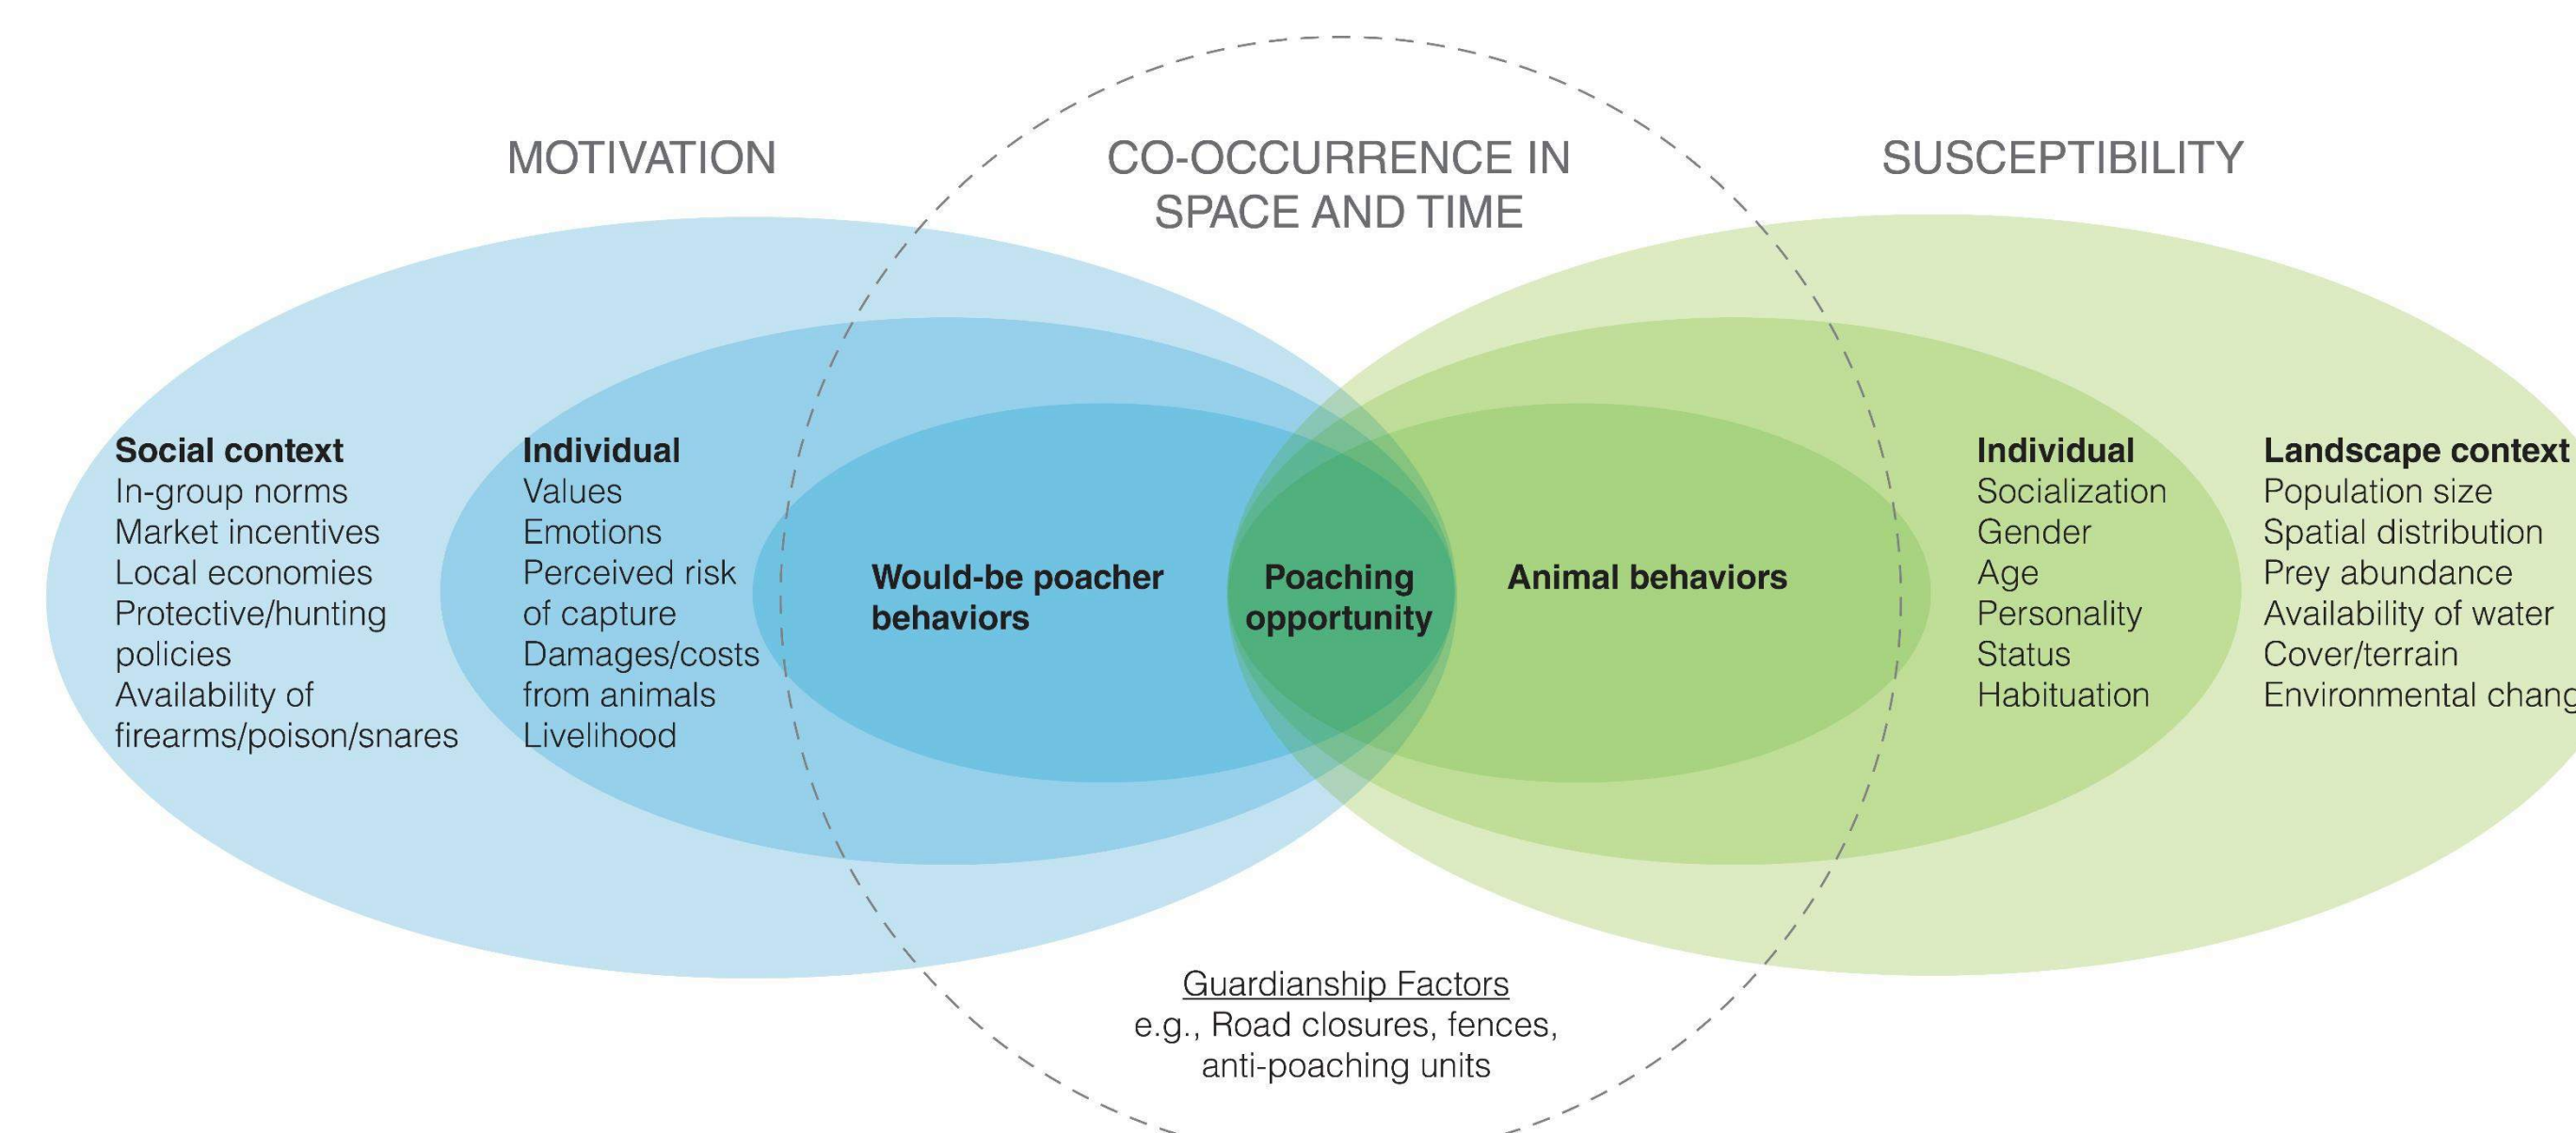 MOTIVATION
CO-OCCURRENCE IN
SPACE AND TIME
SUSCEPTIBILITY
Social context
In-group norms
Market incentives
Local economies
Protective/hunting
policies
Availability of
firearms/poison/snares
Individual
Values
Emotions
Perceived risk
of capture
Damages/costs
from animals
Livelihood
Would-be poacher
behaviors
Poaching
opportunity
Animal behaviors
Individual
Socialization
Gender
Age
Personality
Status
Habituation
Landscape context
Population size
Spatial distribution
Prey abundance
Availability of water
Cover/terrain
Environmental
Guardianship Factors
e.g., Road closures, fences,
anti-poaching units